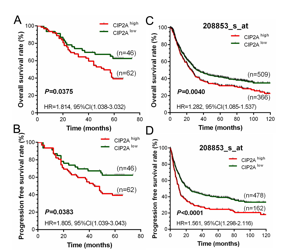 A
CIP2A high
CIP2A low
(n=46)
(n=62)
P=0.0375
HR=1.814, 95%CI(1.038-3.032)
Overall survival rate (%)
100
80
60
40
20
0
0 20 40 60 80
Time (months)
C
208853_s_at
CIP2A high
CIP2A low
(n=509)
(n=366)
P=0.0040
HR=1.282, 95%CI(1.085-1.537)
Overall survival rate (%)
100
80
60
40
20
0
0 20 40 60 80 100 120
Time (months)
B
CIP2A high
CIP2A low
(n=46)
(n=62)
P=0.0383
HR=1.805, 95%CI(1.039-3.043)
Progression free survival rate (%)
100
80
60
40
20
0
0 20 40 60 80
Time (months)
D
208853_s_at
CIP2A high
CIP2A low
(n=478)
(n=162)
P<0.0001
HR=1.561, 95%CI(1.298-2.116)
Progression free survival rate (%)
100
80
60
40
20
0
0 20 40 60 80 100 120
Time (months)